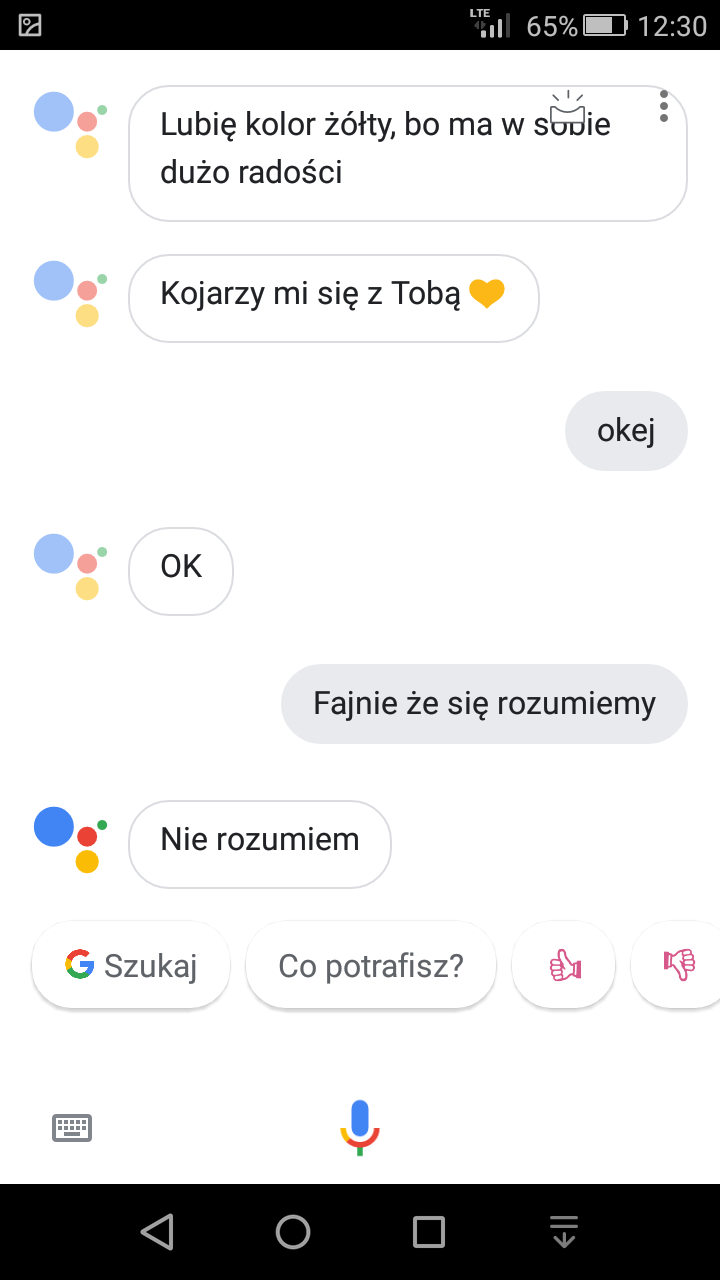 LTE 65% 12:30
Lubię kolor żółty, bo ma w sobie
dużo radości
Kojarzy mi się z Tobą 💛
okej
OK
Fajnie że się rozumiemy
Nie rozumiem
Szukaj
Co potrafisz?